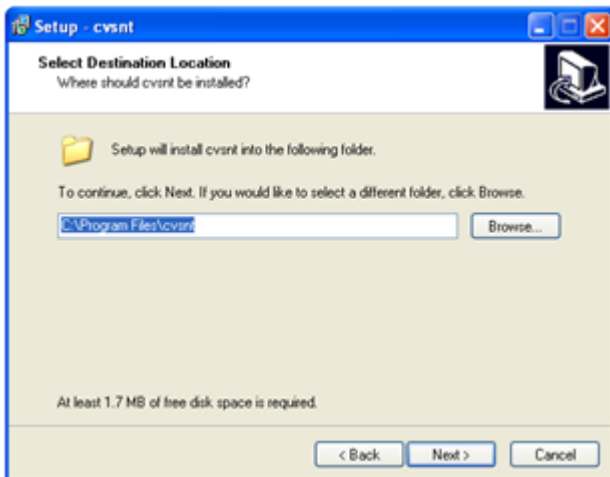 Setup - cvsnt
Select Destination Location
Where should cvsnt be installed?
Setup will install cvsnt into the following folder.
To continue, click Next. If you would like to select a different folder, click Browse.
C:\Program Files\cvsnt
Browse...
At least 1.7 MB of free disk space is required.
< Back
Next >
Cancel